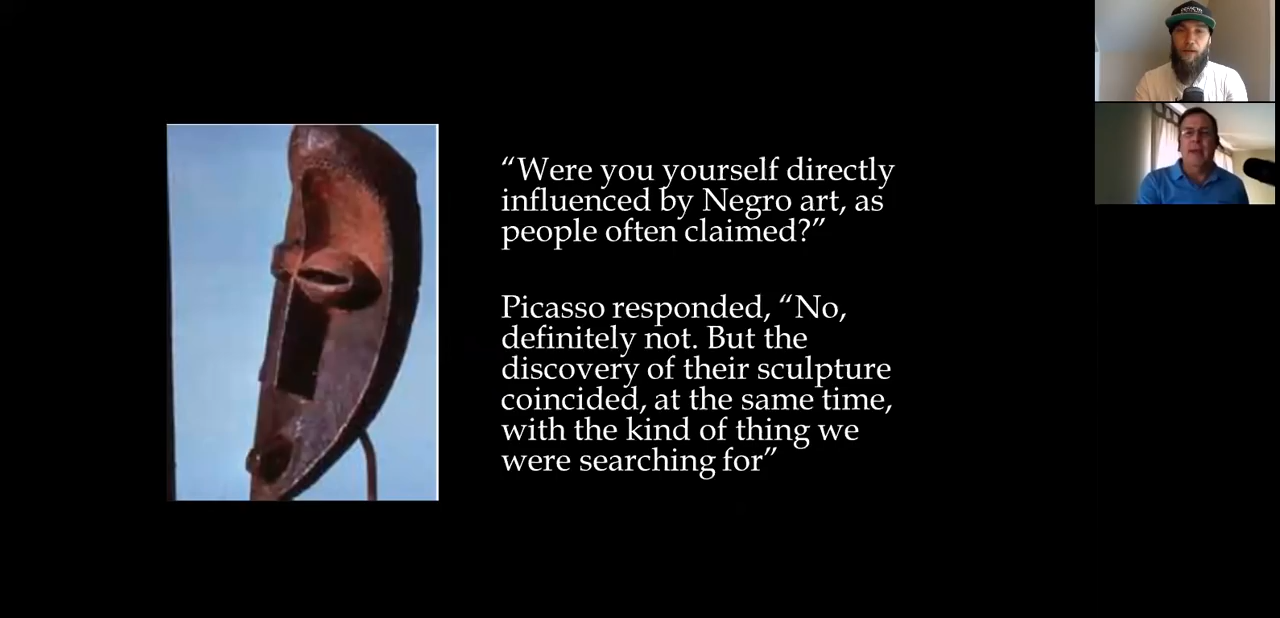 “Were you yourself directly
influenced by Negro art, as
people often claimed?”
Picasso responded, “No,
definitely not. But the
discovery of their sculpture
coincided, at the same time,
with the kind of thing we
were searching for”